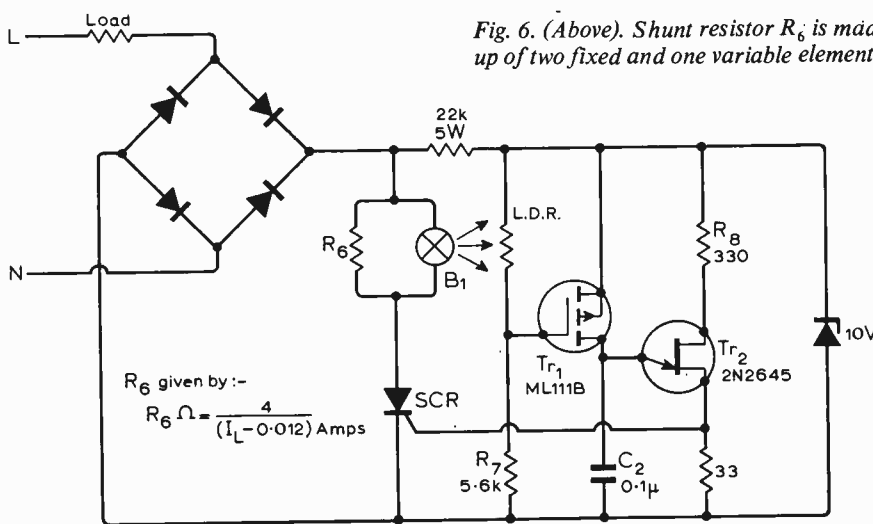 Fig. 6. (Above). Shunt resistor R6 is mad
up of two fixed and one variable element
Load
L
N
22k
5W
R6
B1
L.D.R.
R8
330
Tr1
ML111B
Tr2
2N2645
10V
SCR
R6 given by :-
R6 Ω = 4 / (IL-0·012) Amps
R7
5·6k
C2
0·1μ
33